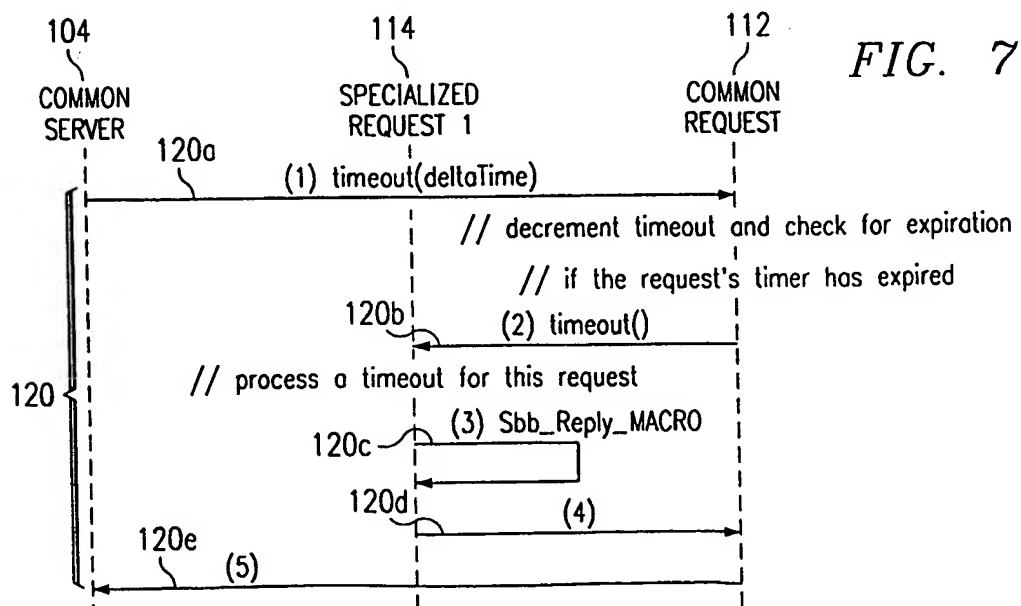 FIG. 7
104
114
112
COMMON
SERVER
SPECIALIZED
REQUEST 1
COMMON
REQUEST
120a
(1) timeout(deltaTime)
// decrement timeout and check for expiration
// if the request's timer has expired
120b
(2) timeout()
// process a timeout for this request
120
(3) Sbb_Reply_MACRO
120c
120d
(4)
120e
(5)